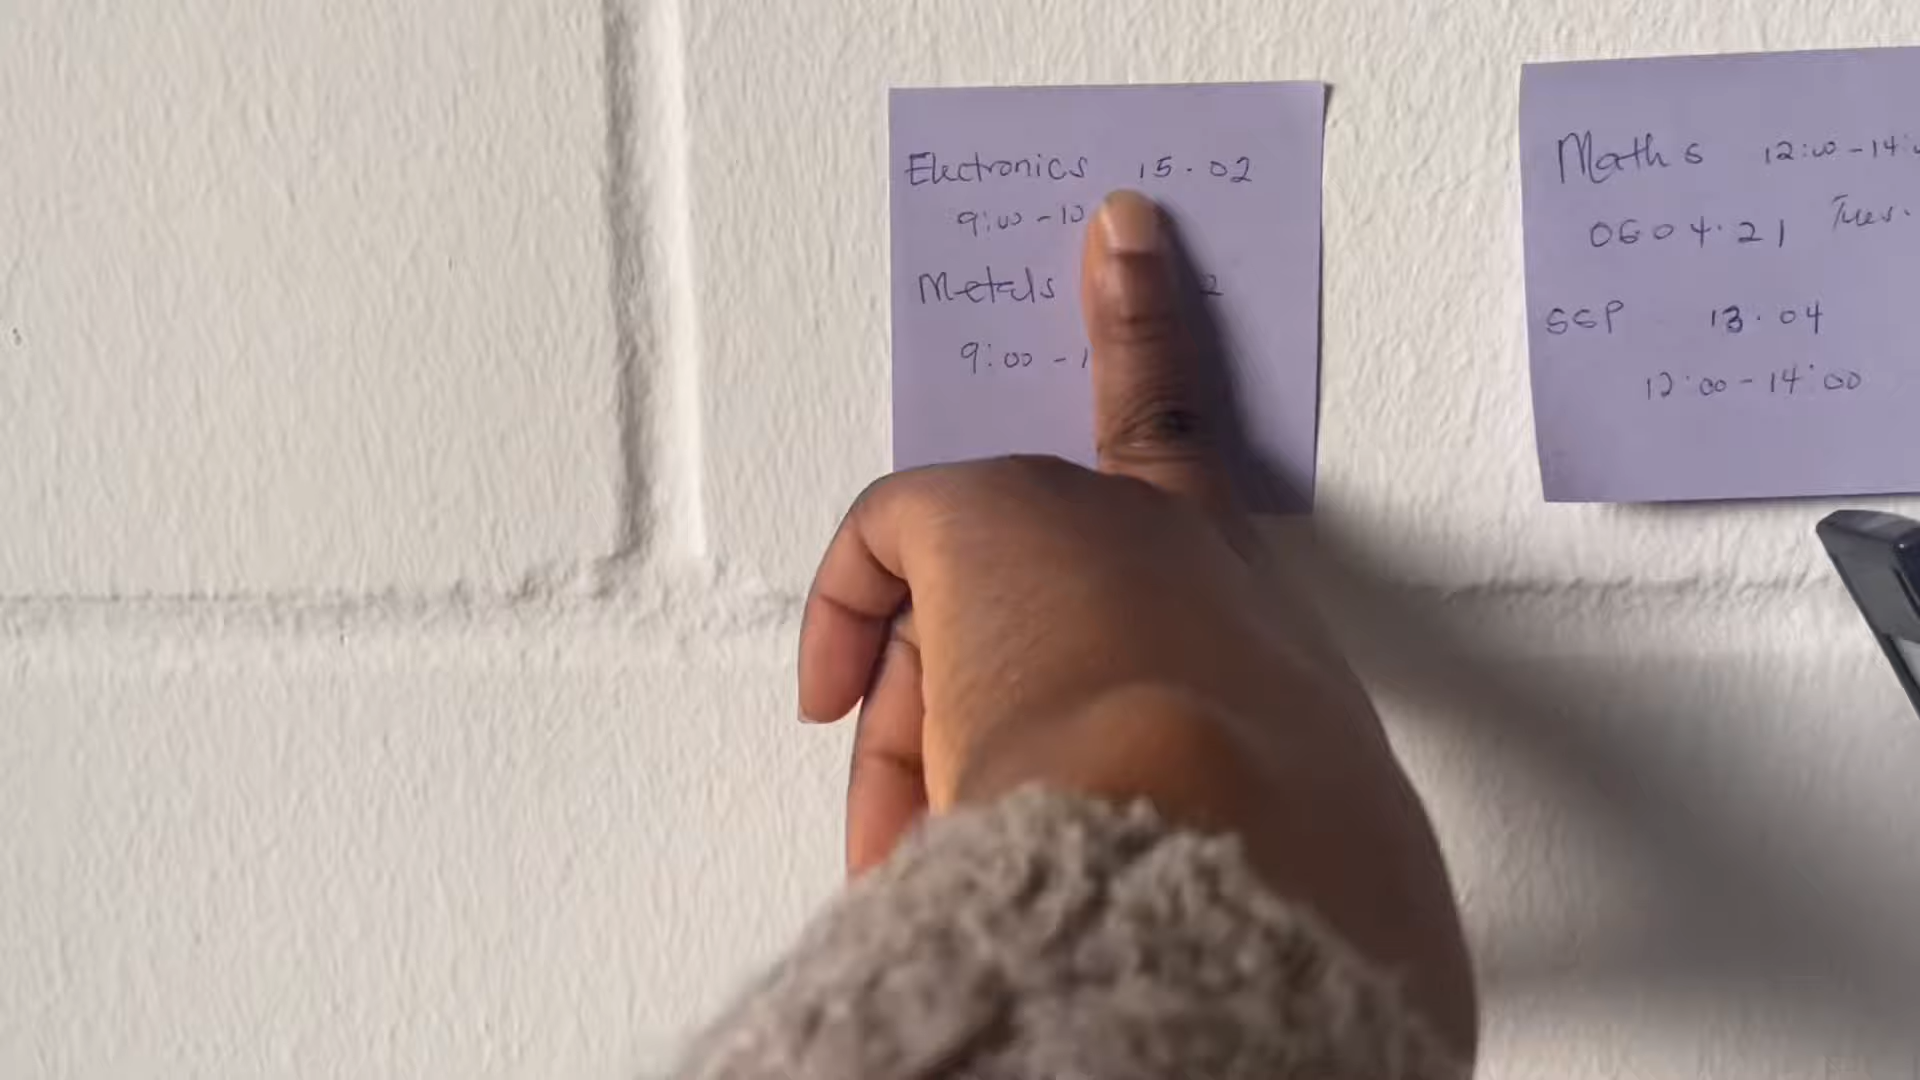 Electronics 15.02
9:00 - 10
Metals
9:00 - 1
Maths 12:00 - 14:
0604.21 Tues.
SSP 13.04
12:00 - 14:00